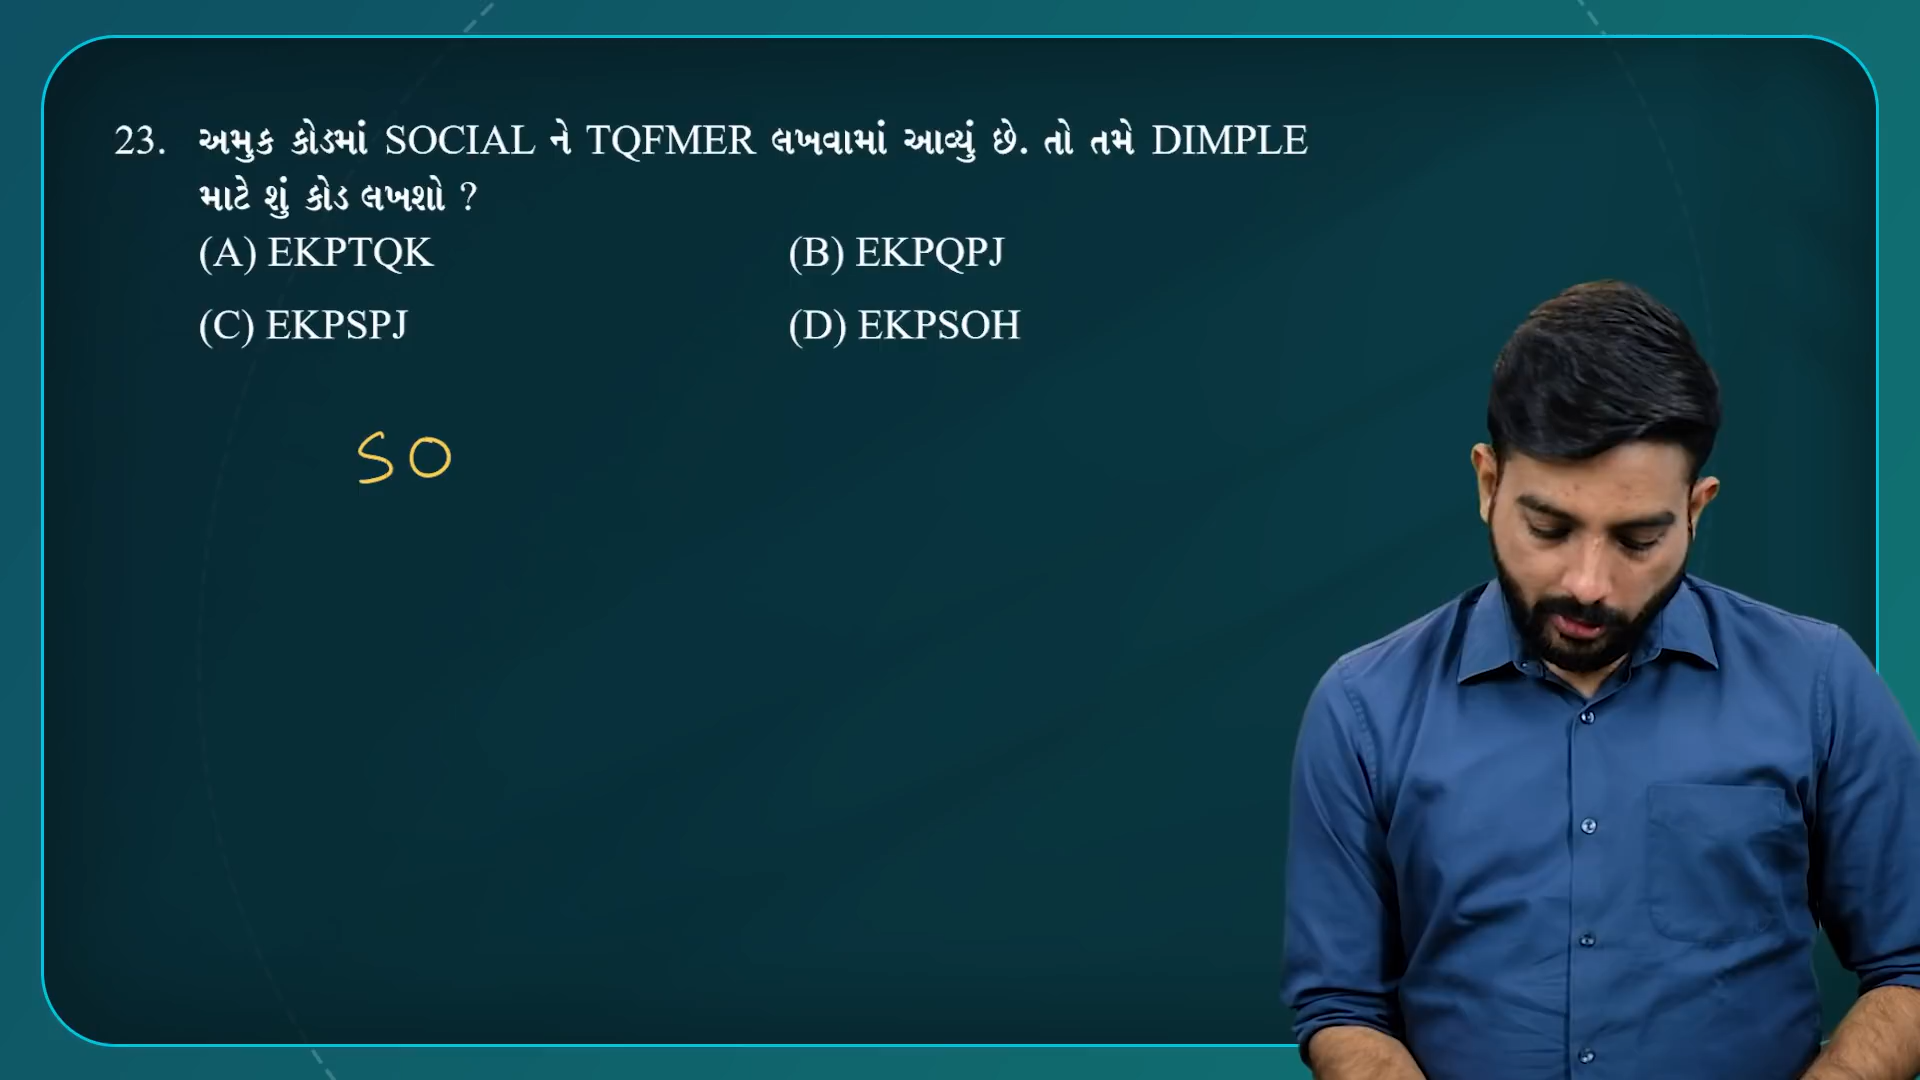 23. અમુક કોડમાં SOCIAL ને TQFMER લખવામાં આવ્યું છે. તો તમે DIMPLE
માટે શું કોડ લખશો ?
(A) EKPTQK (B) EKPQPJ
(C) EKPSPJ (D) EKPSOH
SO